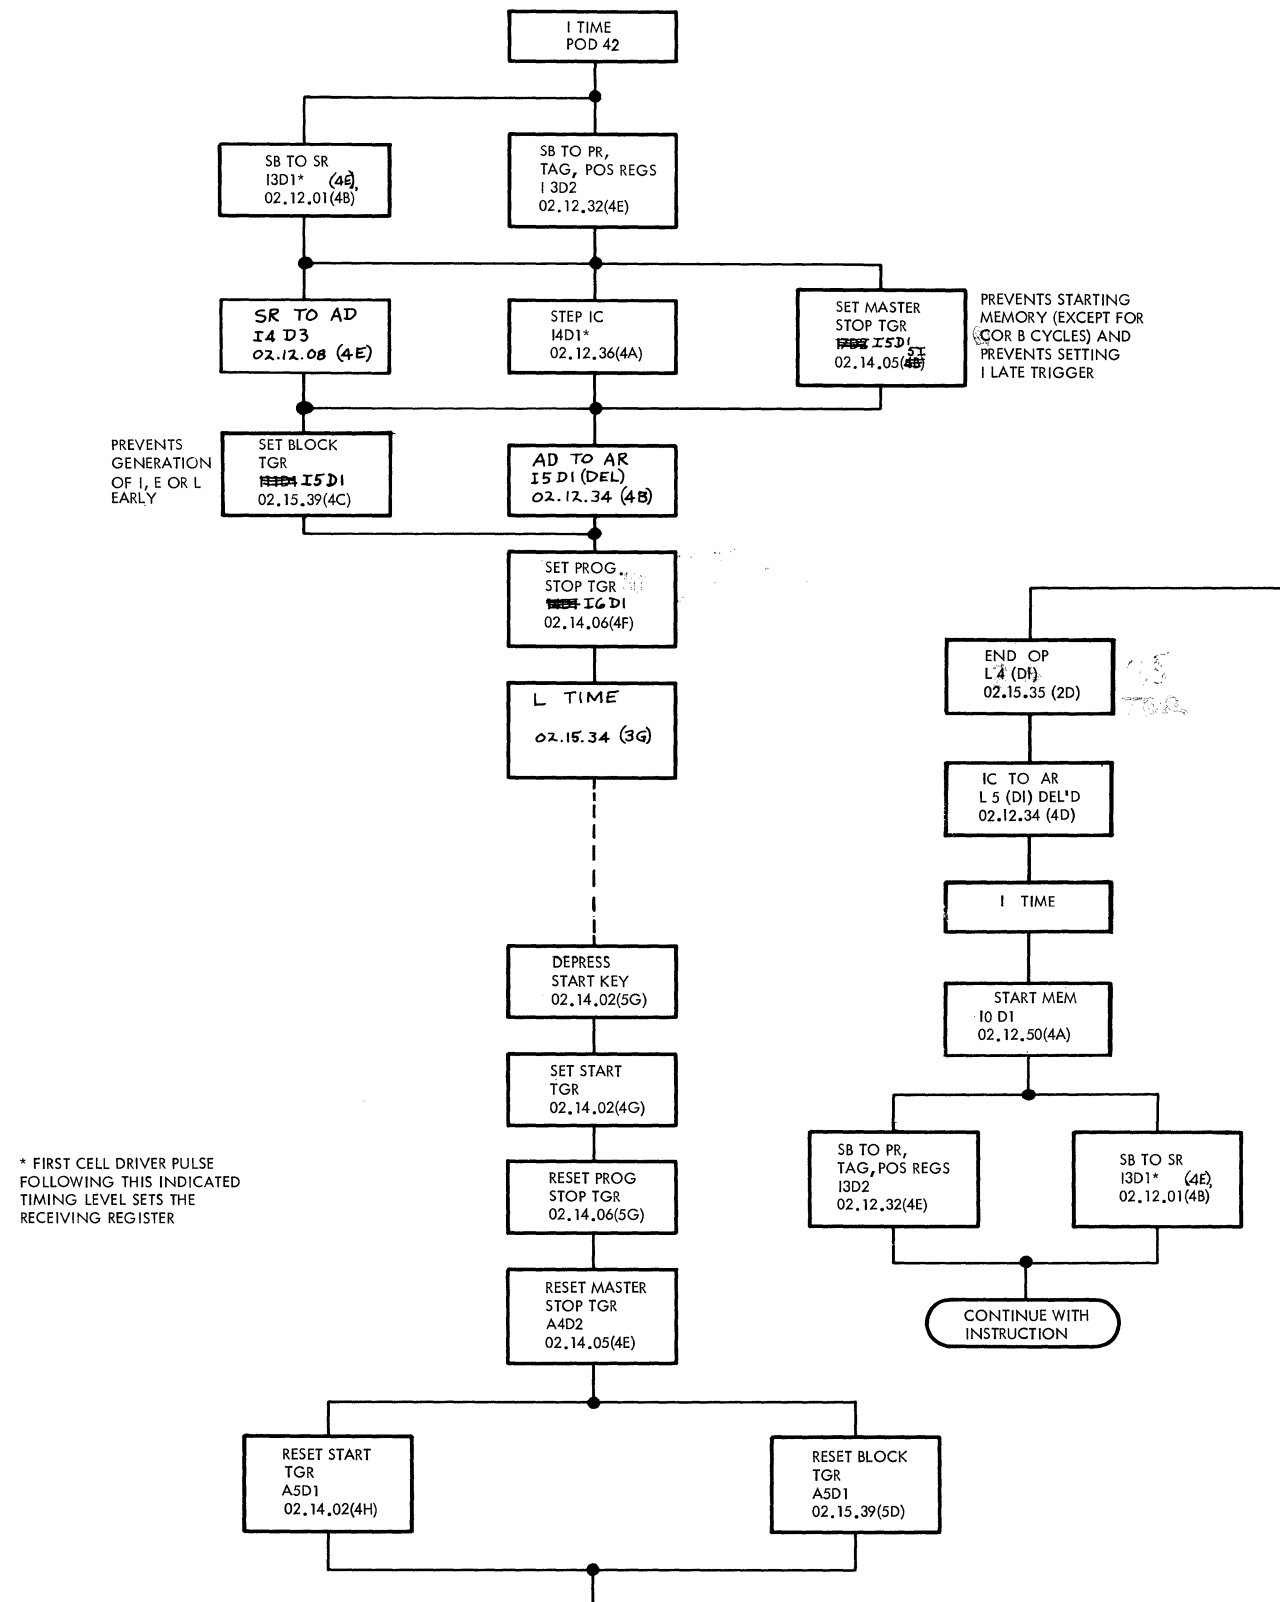 I TIME
POD 42
SB TO SR
I3D1* (4E),
02.12.01(4B)
SB TO PR,
TAG, POS REGS
I 3D2
02.12.32(4E)
SR TO AD
I4 D3
02.12.08 (4E)
STEP IC
I4D1*
02.12.36(4A)
SET MASTER
STOP TGR
I5D1
5I
02.14.05(4B)
PREVENTS STARTING
MEMORY (EXCEPT FOR
COR B CYCLES) AND
PREVENTS SETTING
I LATE TRIGGER
PREVENTS
GENERATION
OF I, E OR L
EARLY
SET BLOCK
TGR
I5D1
02.15.39(4C)
AD TO AR
I5 D1 (DEL)
02.12.34 (4B)
SET PROG.
STOP TGR
I6D1
02.14.06(4F)
L TIME
02.15.34 (3G)
DEPRESS
START KEY
02.14.02(5G)
SET START
TGR
02.14.02(4G)
RESET PROG
STOP TGR
02.14.06(5G)
RESET MASTER
STOP TGR
A4D2
02.14.05(4E)
RESET START
TGR
A5D1
02.14.02(4H)
RESET BLOCK
TGR
A5D1
02.15.39(5D)
* FIRST CELL DRIVER PULSE
FOLLOWING THIS INDICATED
TIMING LEVEL SETS THE
RECEIVING REGISTER
END OP
L 4 (D1)
02.15.35 (2D)
IC TO AR
L 5 (D1) DEL'D
02.12.34 (4D)
I TIME
START MEM
I0 D1
02.12.50(4A)
SB TO PR,
TAG, POS REGS
I3D2
02.12.32(4E)
SB TO SR
I3D1* (4E),
02.12.01(4B)
CONTINUE WITH
INSTRUCTION